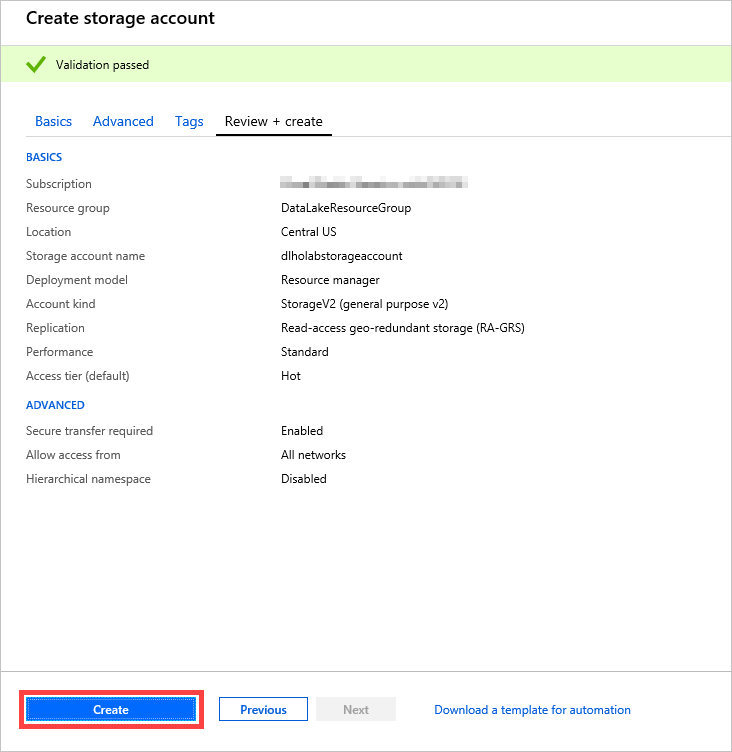 Create storage account
Validation passed
Basics Advanced Tags Review + create
BASICS
Subscription
Resource group DataLakeResourceGroup
Location Central US
Storage account name dlholabstorageaccount
Deployment model Resource manager
Account kind StorageV2 (general purpose v2)
Replication Read-access geo-redundant storage (RA-GRS)
Performance Standard
Access tier (default) Hot
ADVANCED
Secure transfer required Enabled
Allow access from All networks
Hierarchical namespace Disabled
Create Previous Next Download a template for automation